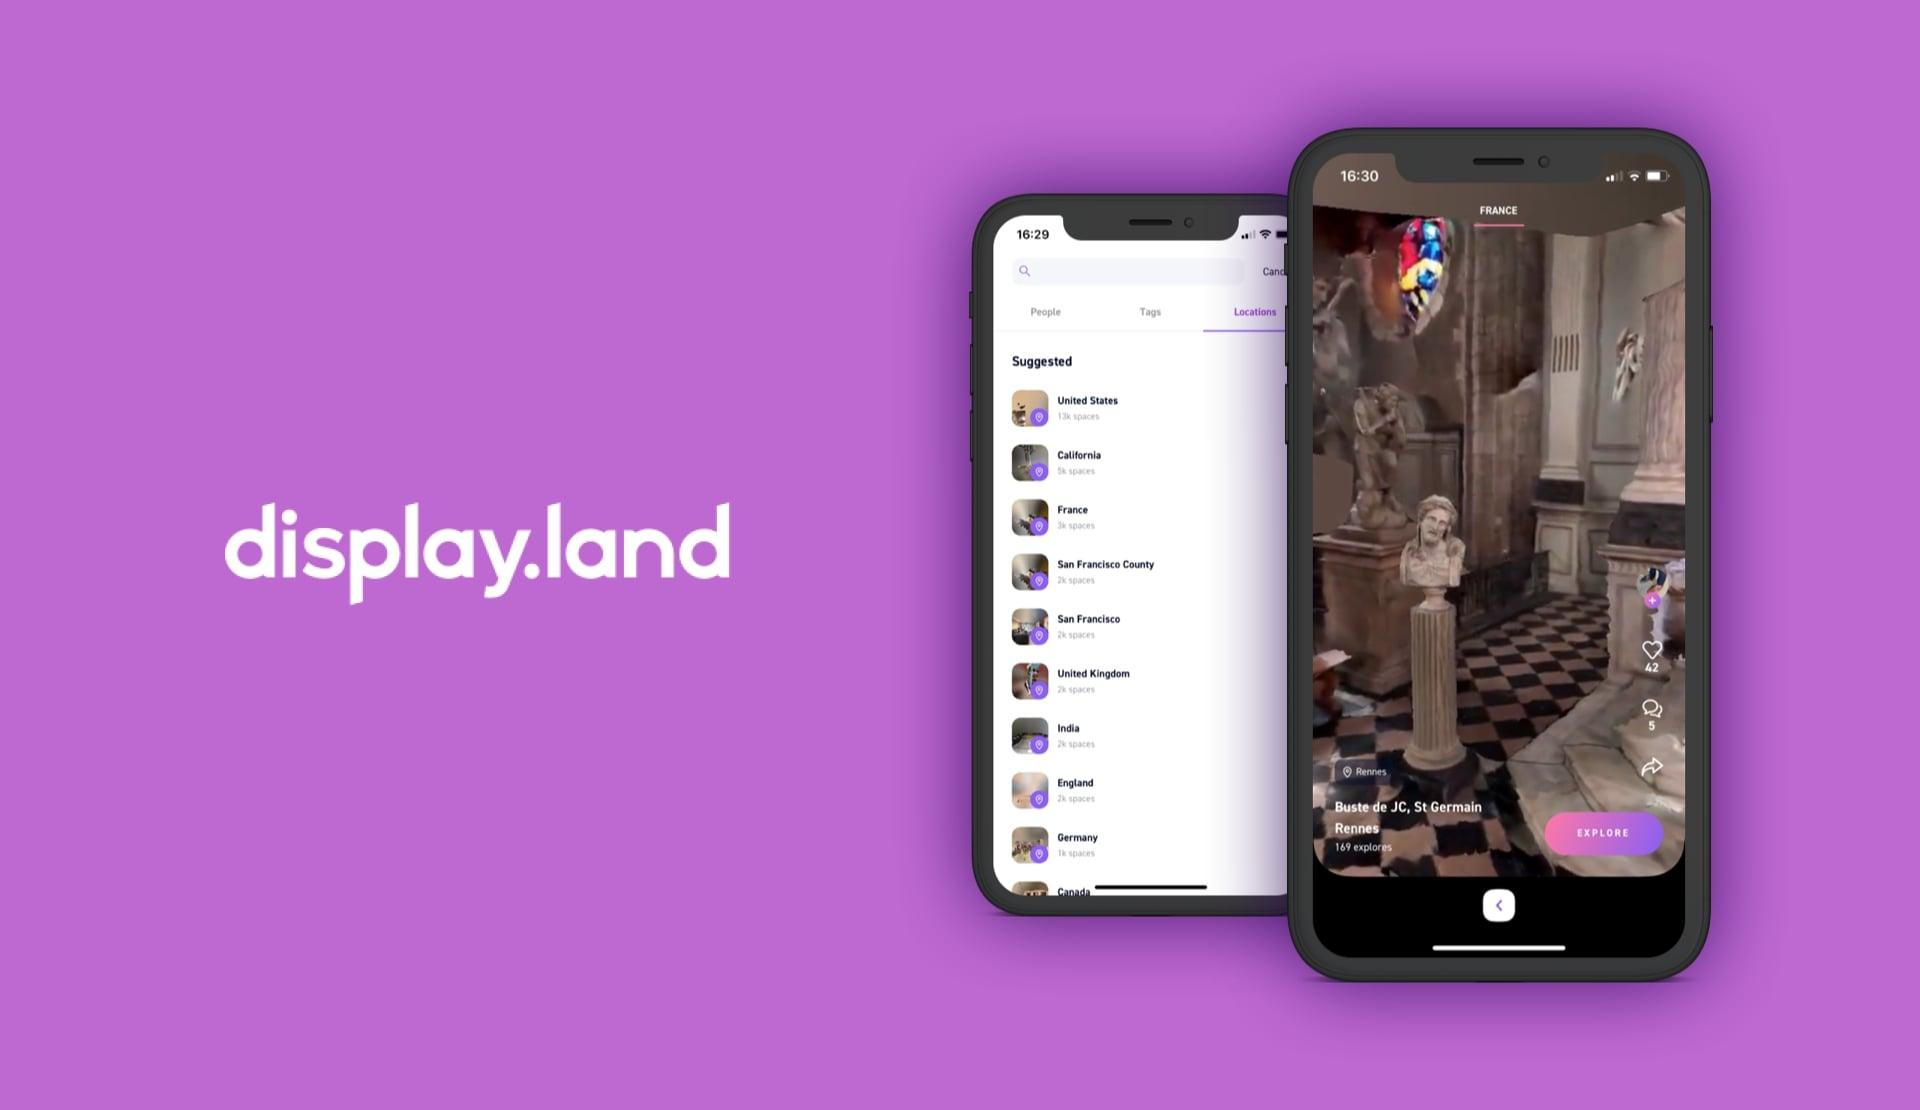 display.land
16:29
Canc
People
Tags
Locations
Suggested
United States
13k spaces
California
5k spaces
France
3k spaces
San Francisco County
2k spaces
San Francisco
2k spaces
United Kingdom
2k spaces
India
2k spaces
England
2k spaces
Germany
1k spaces
Canada
16:30
FRANCE
42
5
Rennes
Buste de JC, St Germain
Rennes
169 explores
EXPLORE